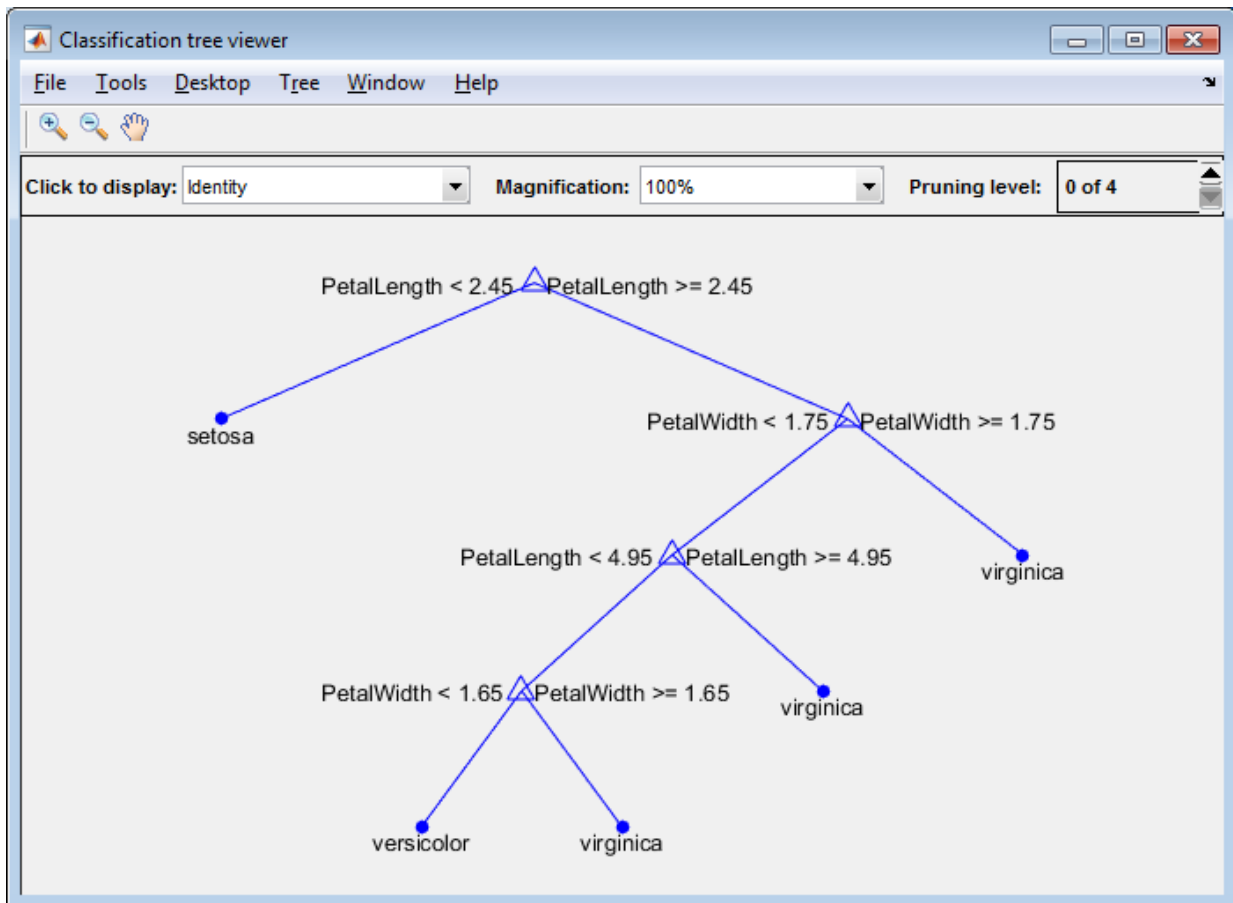 Classification tree viewer
File Tools Desktop Tree Window Help
Click to display: Identity Magnification: 100% Pruning level: 0 of 4
PetalLength < 2.45 PetalLength >= 2.45
setosa
PetalWidth < 1.75 PetalWidth >= 1.75
PetalLength < 4.95 PetalLength >= 4.95
virginica
PetalWidth < 1.65 PetalWidth >= 1.65
virginica
versicolor virginica